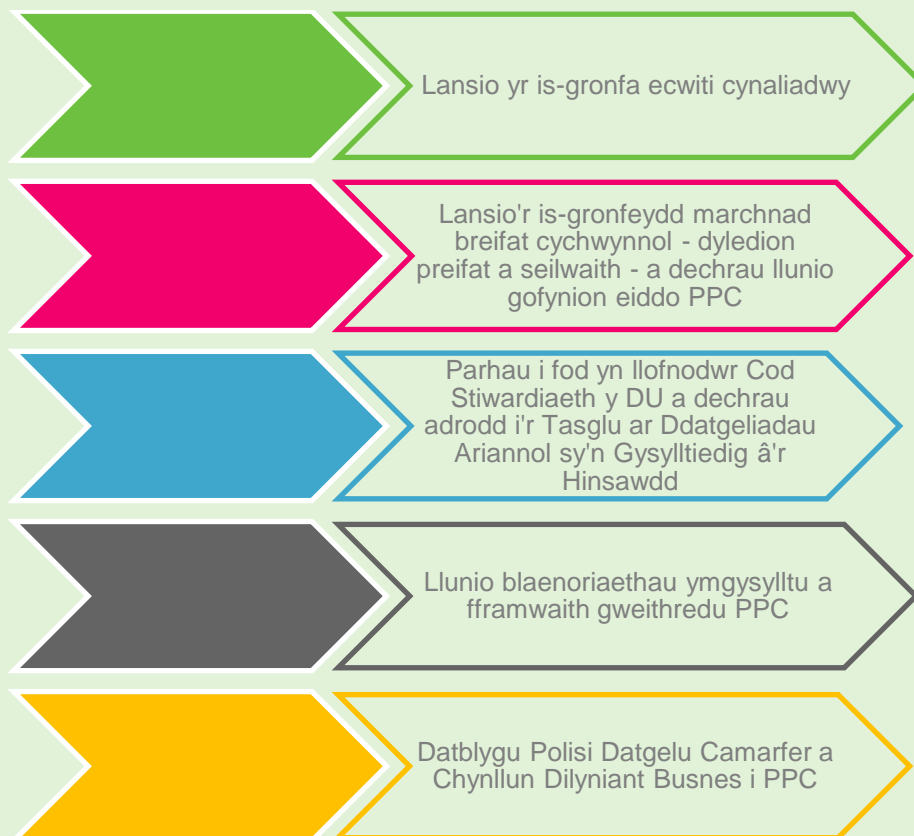 Lansio yr is-gronfa ecwiti cynaliadwy
Lansio'r is-gronfeydd marchnad
breifat cychwynnol - dyledion
preifat a seilwaith - a dechrau llunio
gofynion eiddo PPC
Parhau i fod yn llofnodwr Cod
Stiwardiaeth y DU a dechrau
adrodd i'r Tasglu ar Ddatgeliadau
Ariannol sy'n Gysylltiedig â'r
Hinsawdd
Llunio blaenoriaethau ymgysylltu a
fframwaith gweithredu PPC
Datblygu Polisi Datgelu Camarfer a
Chynllun Dilyniant Busnes i PPC